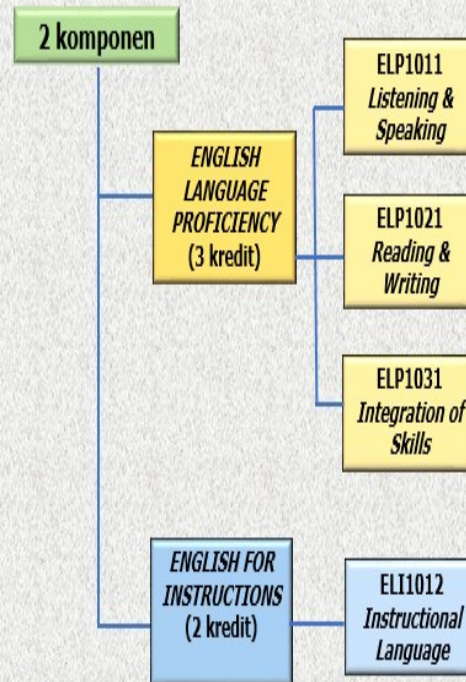 2 komponen
ENGLISH
LANGUAGE
PROFICIENCY
(3 kredit)
ELP1011
Listening &
Speaking
ELP1021
Reading &
Writing
ELP1031
Integration of
Skills
ENGLISH FOR
INSTRUCTIONS
(2 kredit)
ELI1012
Instructional
Language